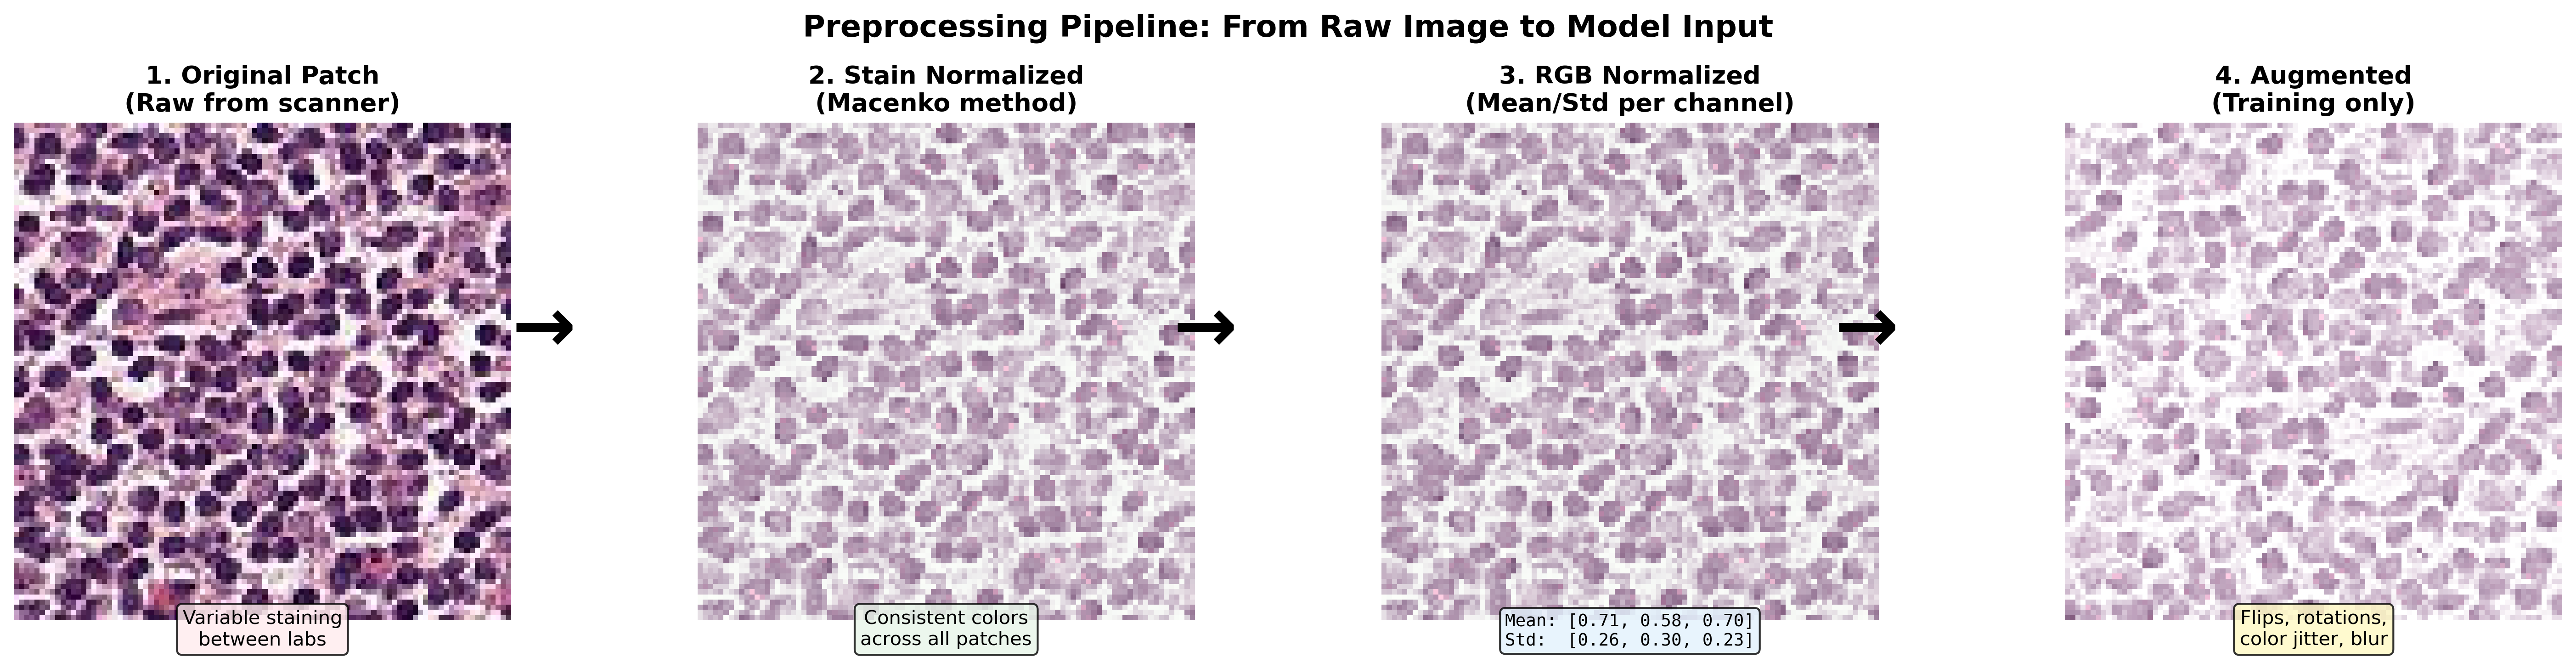 Preprocessing Pipeline: From Raw Image to Model Input
1. Original Patch
(Raw from scanner)
2. Stain Normalized
(Macenko method)
3. RGB Normalized
(Mean/Std per channel)
4. Augmented
(Training only)
Variable staining
between labs
Consistent colors
across all patches
Mean: [0.71, 0.58, 0.70]
Std: [0.26, 0.30, 0.23]
Flips, rotations,
color jitter, blur